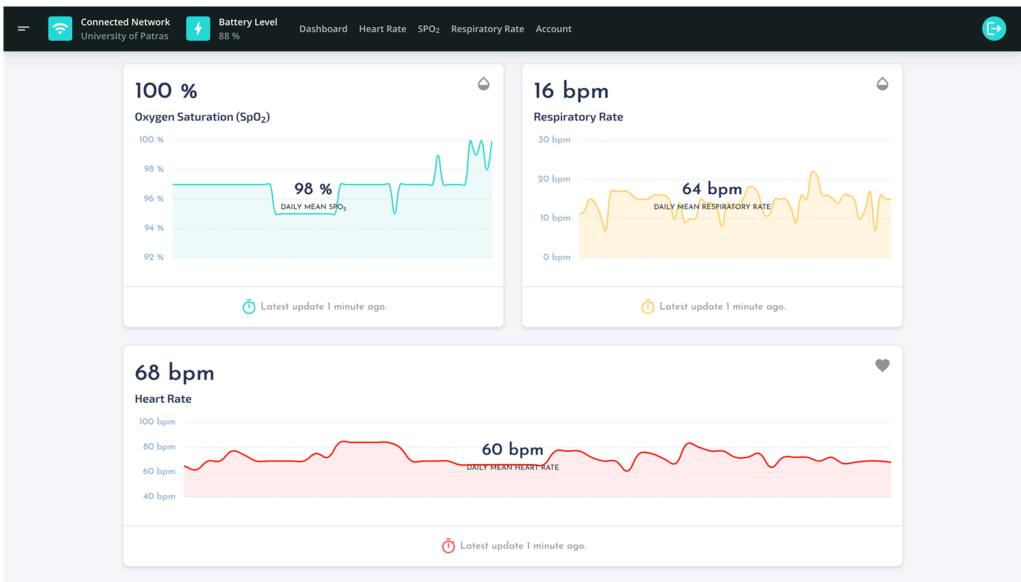 Connected Network
University of Patras
Battery Level
88 %
Dashboard Heart Rate SPO₂ Respiratory Rate Account
100 %
Oxygen Saturation (SpO₂)
100 %
98 %
96 %
94 %
92 %
98 %
DAILY MEAN SPO₂
Latest update 1 minute ago.
16 bpm
Respiratory Rate
30 bpm
20 bpm
10 bpm
0 bpm
64 bpm
DAILY MEAN RESPIRATORY RATE
Latest update 1 minute ago.
68 bpm
Heart Rate
100 bpm
80 bpm
60 bpm
40 bpm
60 bpm
DAILY MEAN HEART RATE
Latest update 1 minute ago.